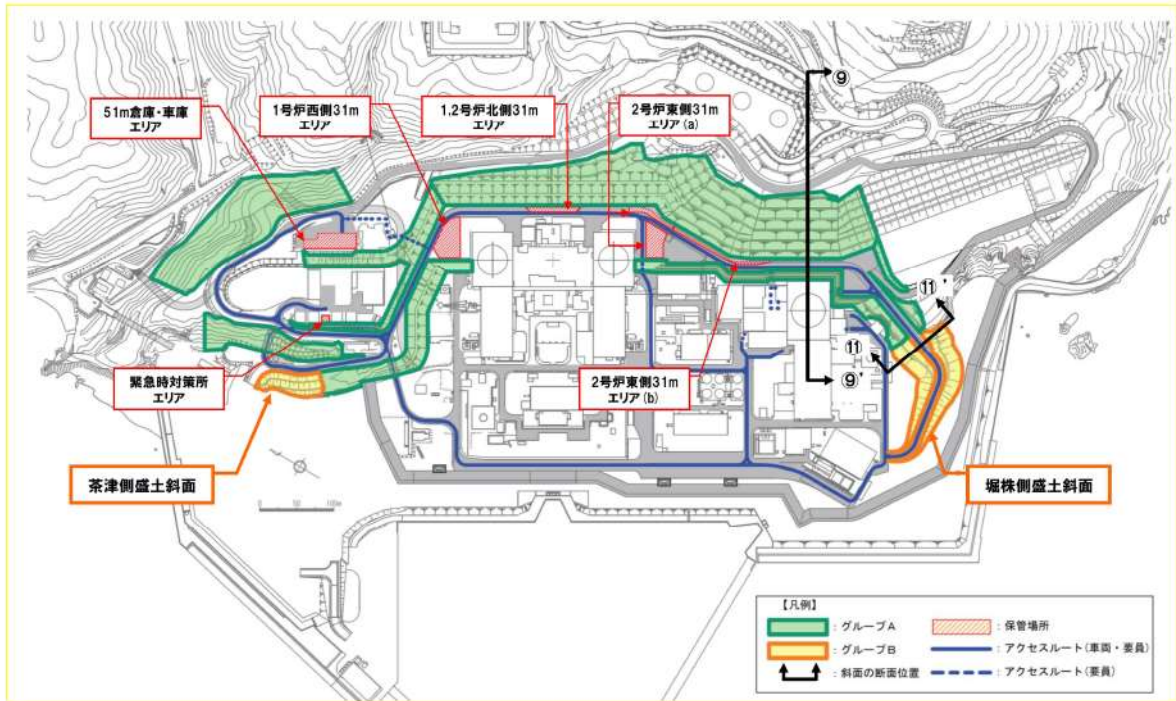 ⑨
51m倉庫・車庫
エリア
1号炉西側31m
エリア
1,2号炉北側31m
エリア
2号炉東側31m
エリア(a)
⑪'
⑪
⑨'
緊急時対策所
エリア
2号炉東側31m
エリア(b)
茶津側盛土斜面
堀株側盛土斜面
0 50 100m
【凡例】
:グループA
:保管場所
:グループB
:アクセスルート(車両・要員)
:斜面の断面位置
:アクセスルート(要員)